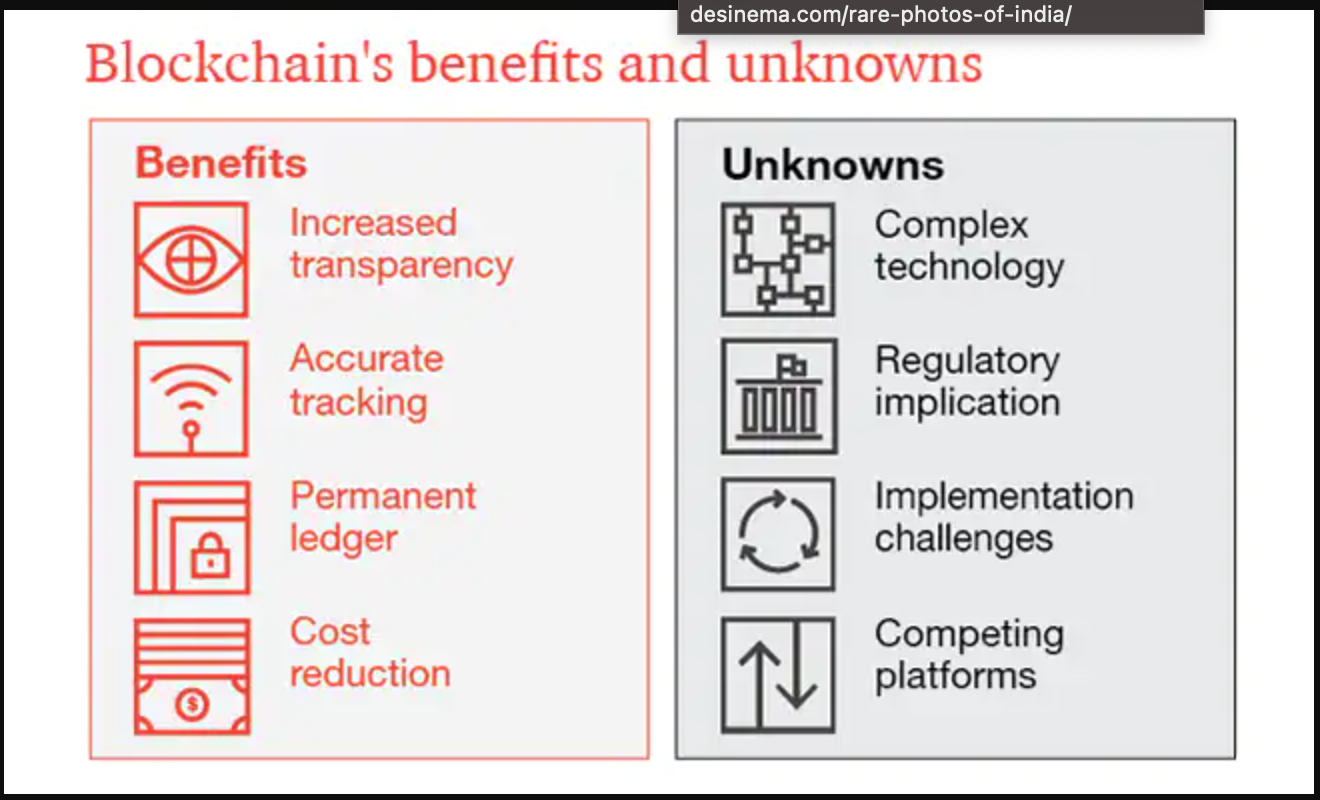 desinema.com/rare-photos-of-india/
Blockchain's benefits and unknowns
Benefits
Increased
transparency
Accurate
tracking
Permanent
ledger
Cost
reduction
$
Unknowns
Complex
technology
Regulatory
implication
Implementation
challenges
Competing
platforms